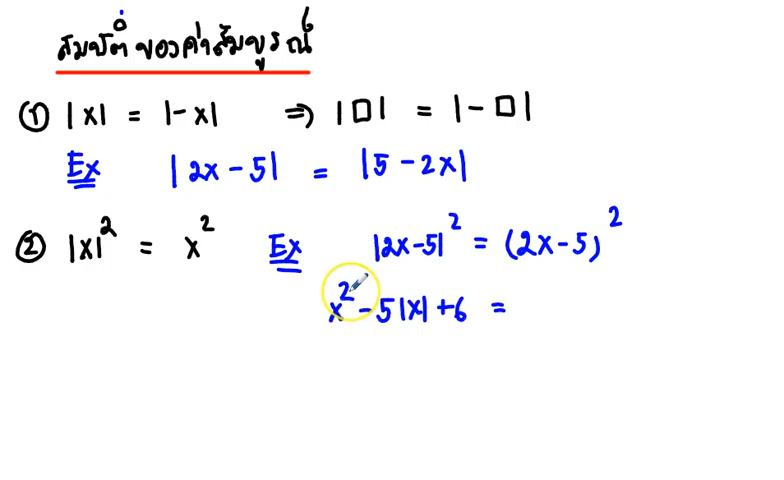 สมบัติของค่าสัมบูรณ์
① |x| = |-x| ⇒ |□| = |-□|
Ex |2x-5| = |5-2x|
② |x|² = x² Ex |2x-5|² = (2x-5)²
x² - 5|x| + 6 =